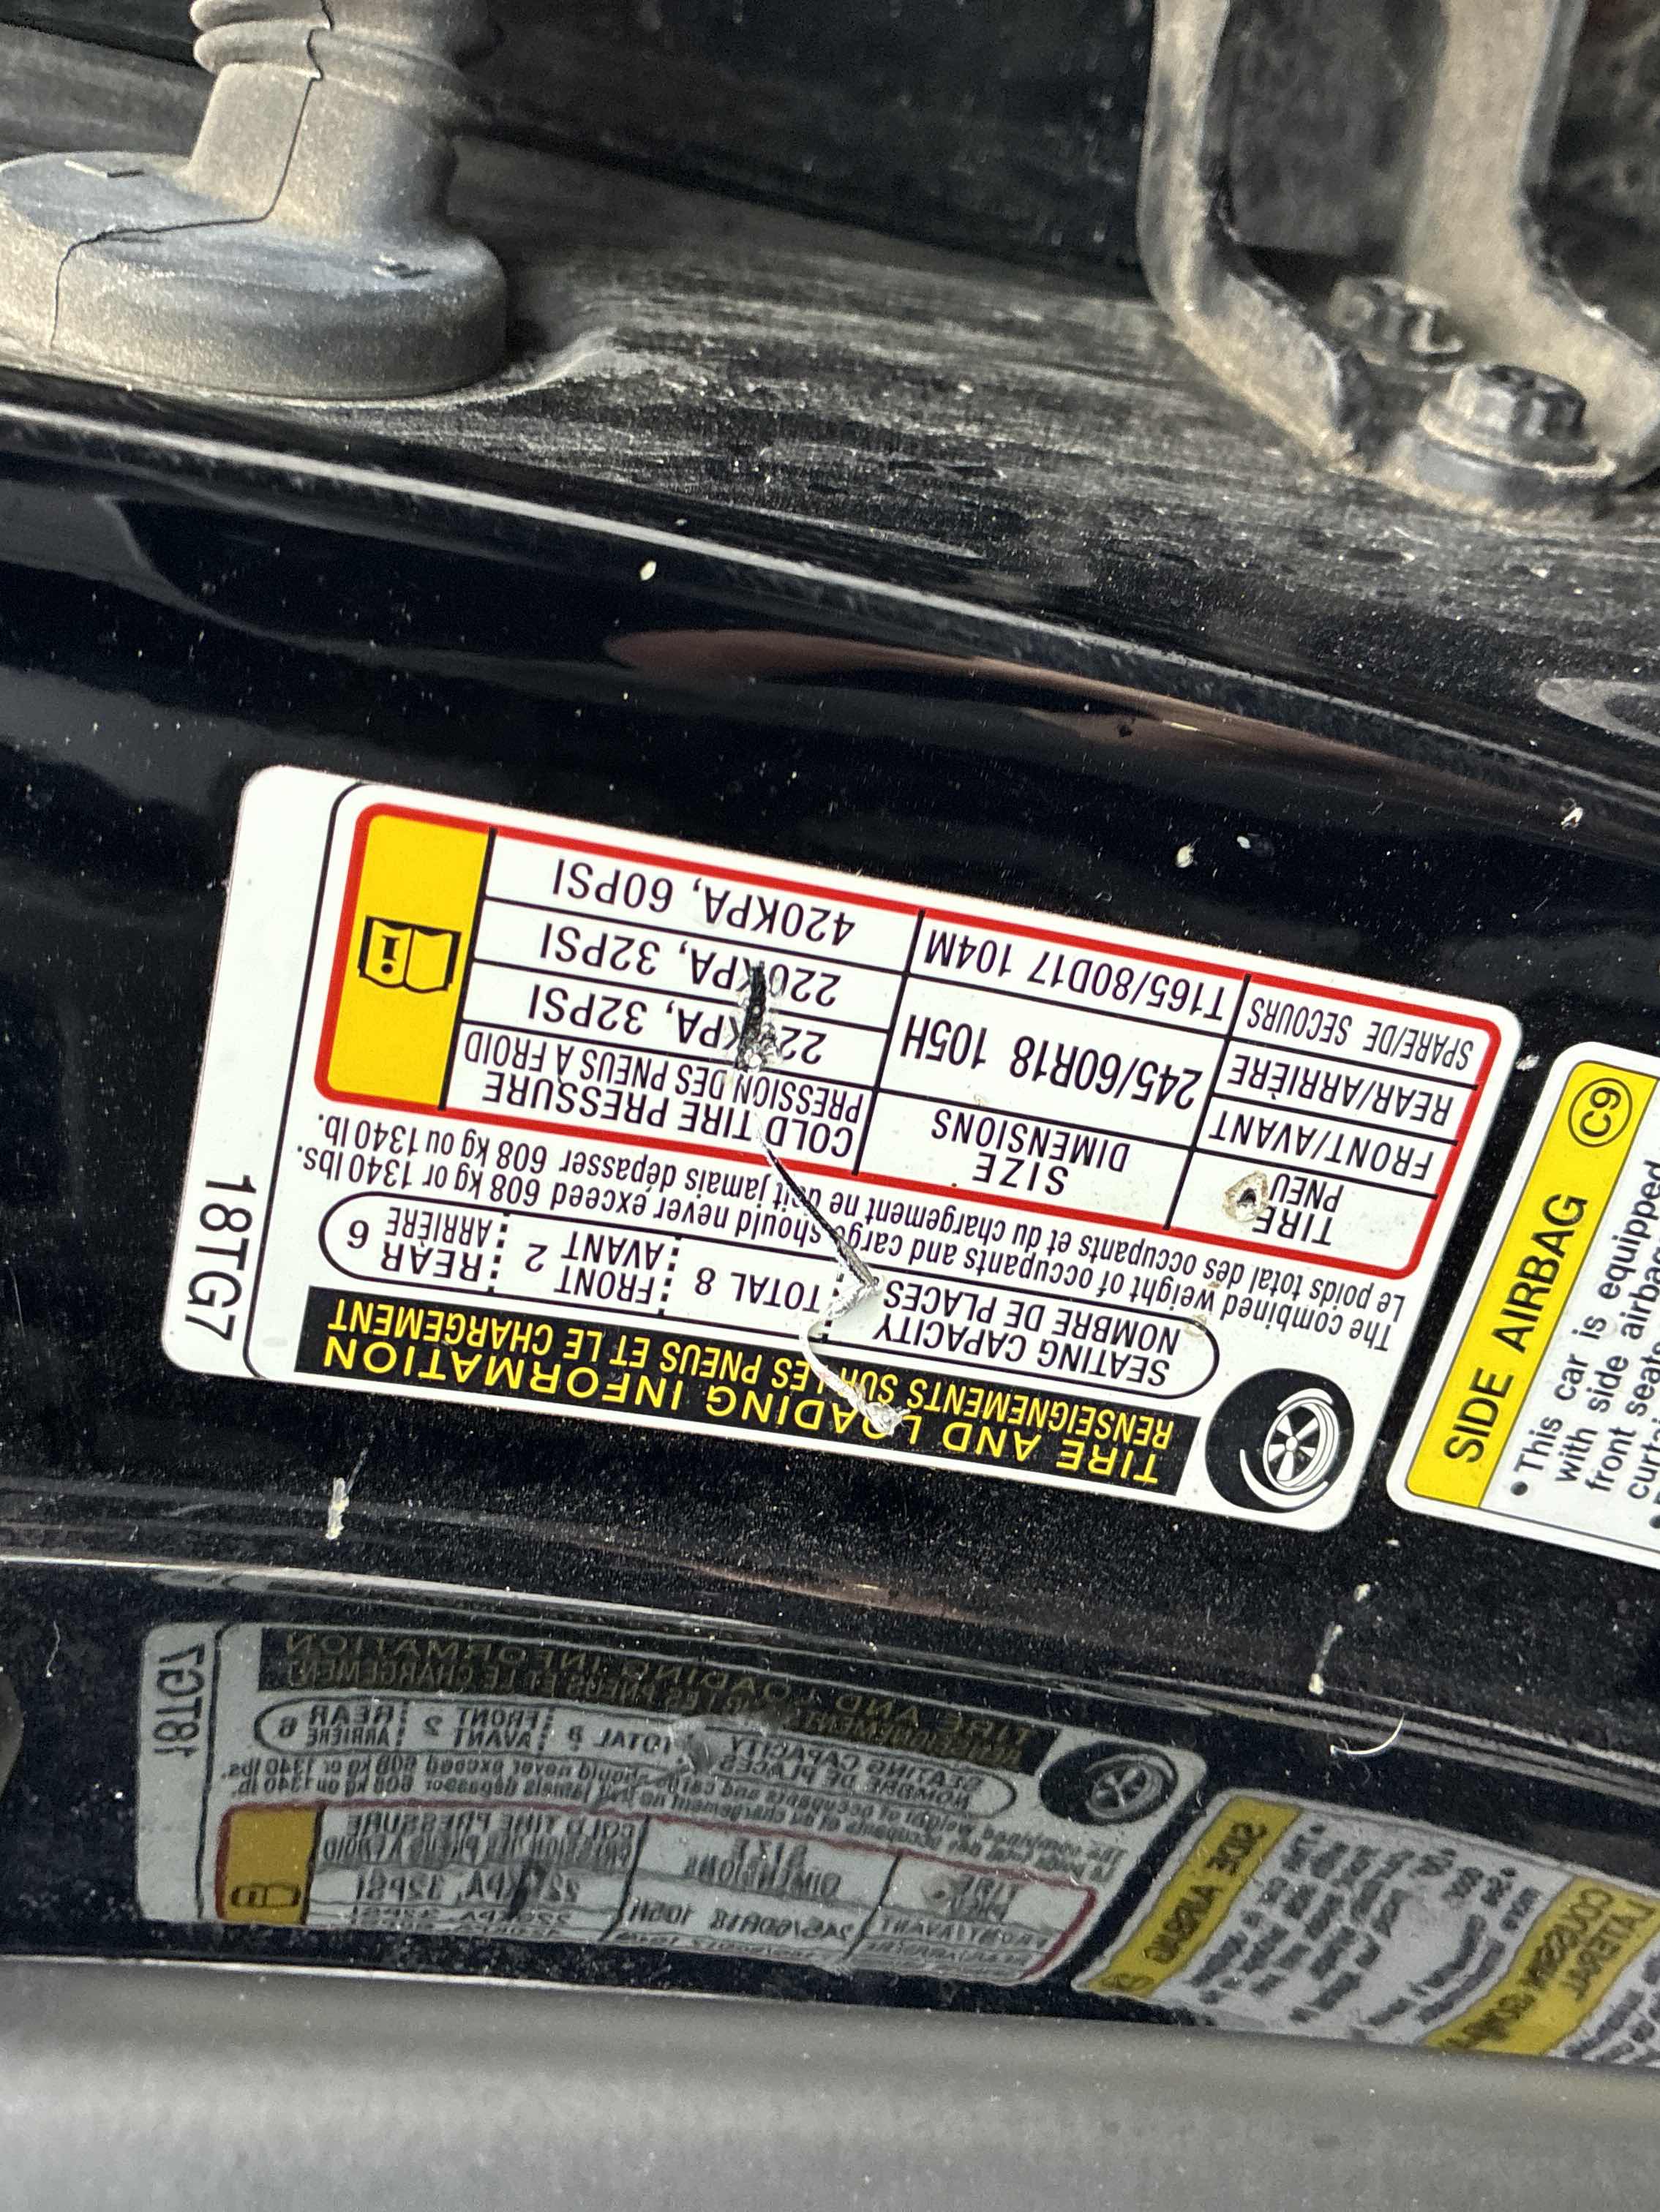 TIRE AND LOADING INFORMATION
RENSEIGNEMENTS SUR LES PNEUS ET LE CHARGEMENT
SEATING CAPACITY
NOMBRE DE PLACES
TOTAL 8
FRONT
AVANT 2
REAR
ARRIÈRE 6
The combined weight of occupants and cargo should never exceed 608 kg or 1340 lbs.
Le poids total des occupants et du chargement ne doit jamais dépasser 608 kg ou 1340 lb.
TIRE
PNEU
SIZE
DIMENSIONS
COLD TIRE PRESSURE
PRESSION DES PNEUS À FROID
FRONT/AVANT
245/60R18 105H
220KPA, 32PSI
REAR/ARRIÈRE
220KPA, 32PSI
SPARE/DE SECOURS
T165/80D17 104M
420KPA, 60PSI
18TG7
SIDE AIRBAG
C9
• This car is equipped
with side airbags
front seats